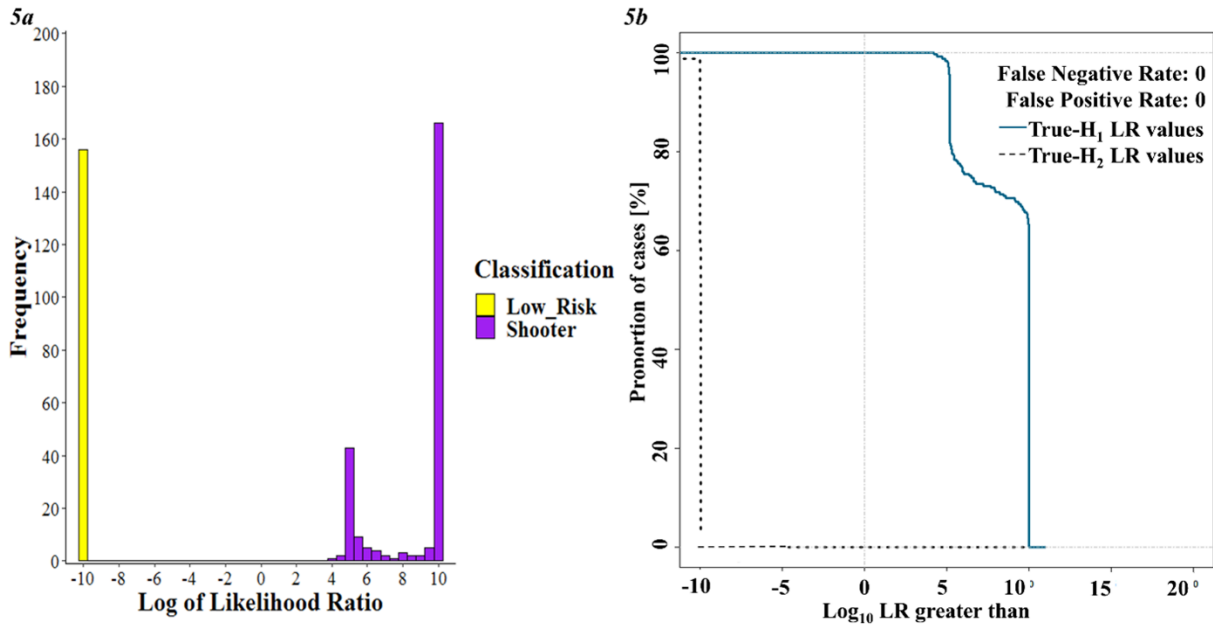 5a
200
180
160
140
120
100
80
60
40
20
0
Frequency
-10 -8 -6 -4 -2 0 2 4 6 8 10
Log of Likelihood Ratio
Classification
Low_Risk
Shooter
5b
100
80
60
40
20
0
Proportion of cases [%]
False Negative Rate: 0
False Positive Rate: 0
True-H₁ LR values
True-H₂ LR values
-10 -5 0 5 10 15 20
Log₁₀ LR greater than